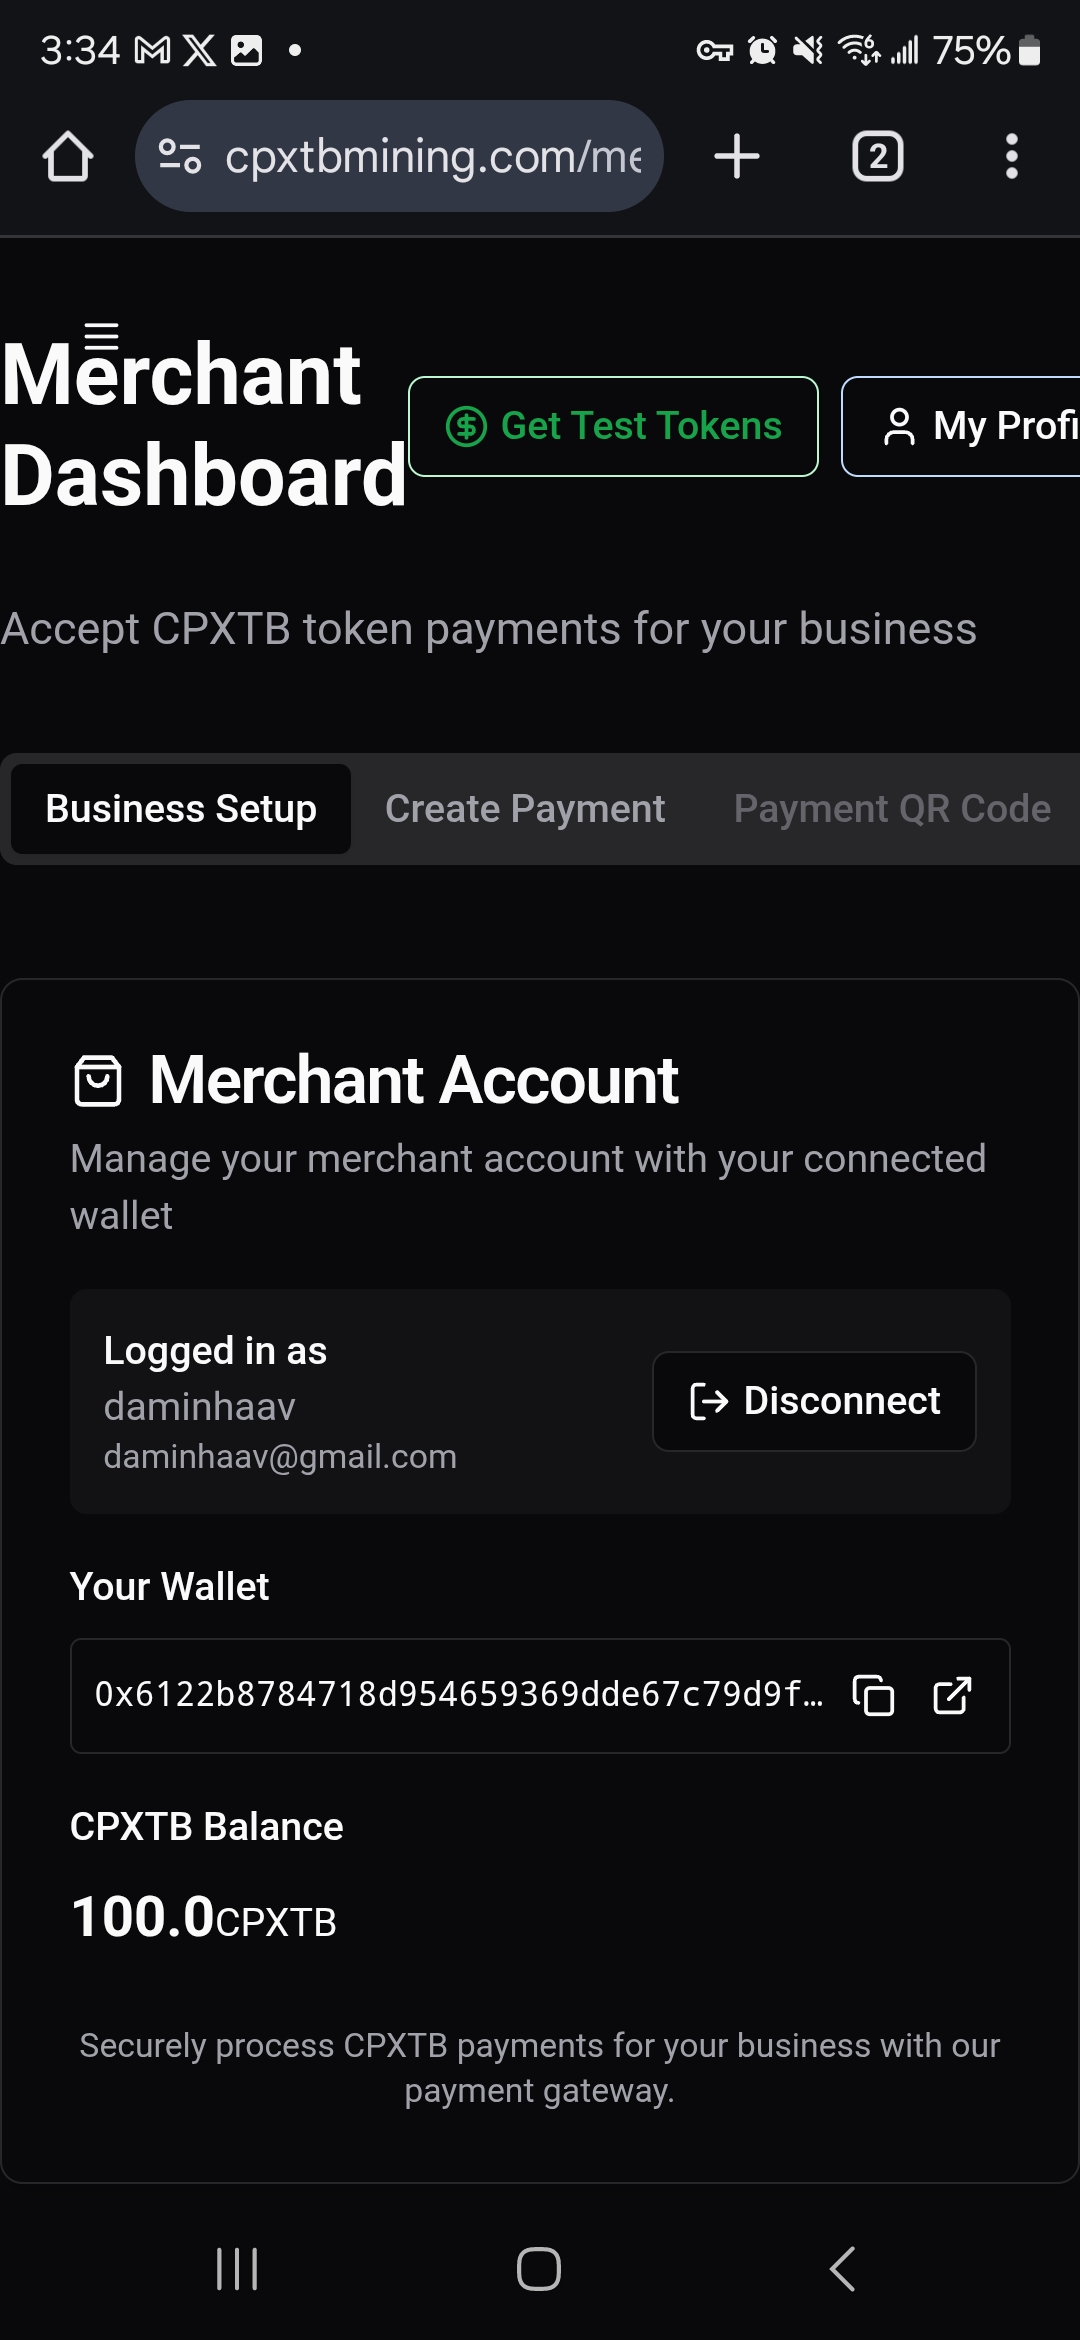 3:34
6
75%
cpxtbmining.com/me
2
Merchant
Dashboard
Get Test Tokens
My Profi
Accept CPXTB token payments for your business
Business Setup
Create Payment
Payment QR Code
Merchant Account
Manage your merchant account with your connected
wallet
Logged in as
daminhaav
daminhaav@gmail.com
Disconnect
Your Wallet
0x6122b8784718d954659369dde67c79d9f…
CPXTB Balance
100.0CPXTB
Securely process CPXTB payments for your business with our
payment gateway.